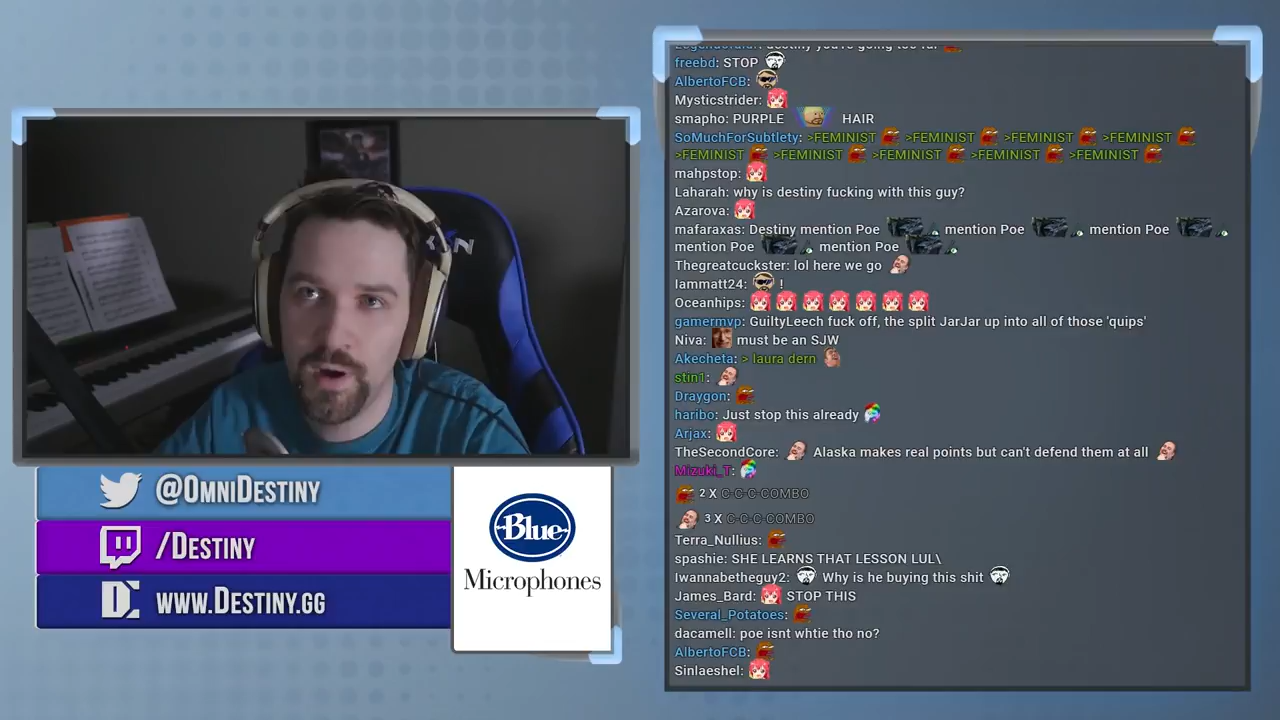 destiny you're going too far
freebd: STOP
AlbertoFCB:
Mysticstrider:
smapho: PURPLE HAIR
SoMuchForSubtlety: >FEMINIST >FEMINIST >FEMINIST >FEMINIST
>FEMINIST >FEMINIST >FEMINIST >FEMINIST >FEMINIST
mahpstop:
Laharah: why is destiny fucking with this guy?
Azarova:
mafaraxas: Destiny mention Poe mention Poe mention Poe
mention Poe mention Poe
Thegreatcuckster: lol here we go
Iammatt24: !
Oceanhips:
gamermvp: GuiltyLeech fuck off, the split JarJar up into all of those 'quips'
Niva: must be an SJW
Akecheta: > laura dern
stin1:
Draygon:
haribo: Just stop this already
Arjax:
TheSecondCore: Alaska makes real points but can't defend them at all
Mizuki_T:
2 X C-C-C-COMBO
3 X C-C-C-COMBO
Terra_Nullius:
spashie: SHE LEARNS THAT LESSON LUL\
Iwannabetheguy2: Why is he buying this shit
James_Bard: STOP THIS
Several_Potatoes:
dacamell: poe isnt whtie tho no?
AlbertoFCB:
Sinlaeshel:
@OmniDestiny
/Destiny
www.Destiny.gg
Blue
Microphones